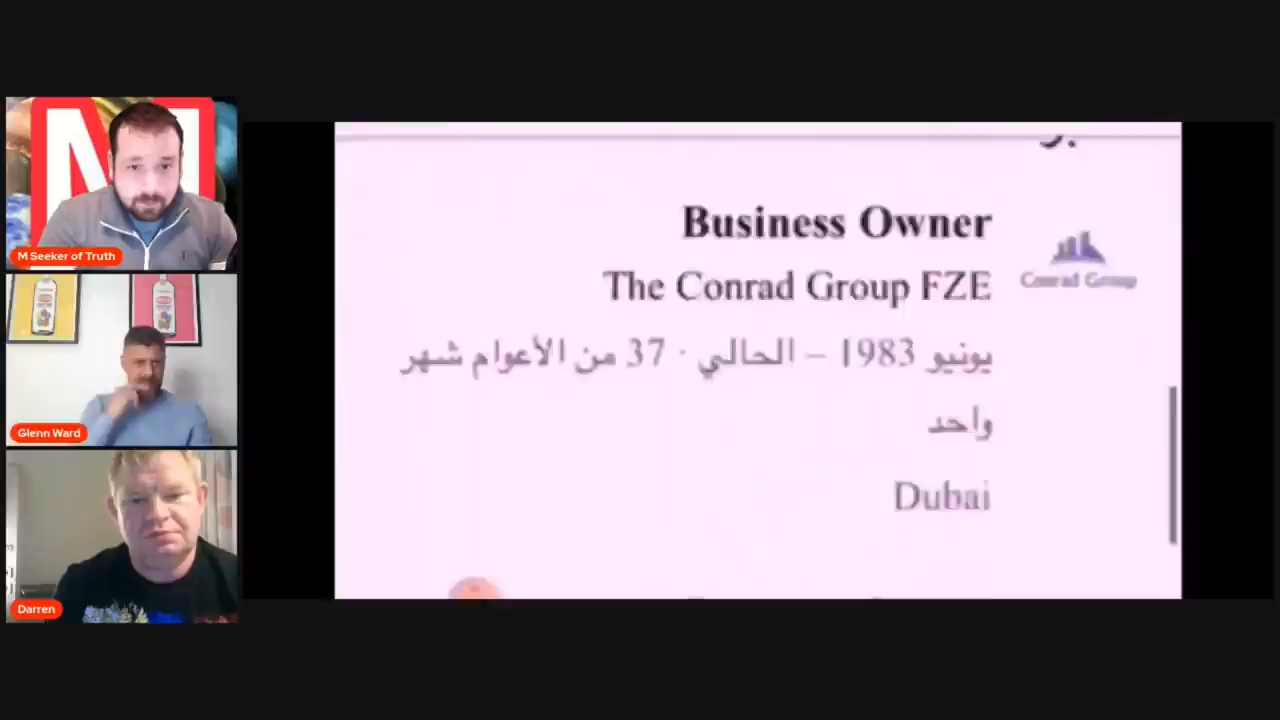 M Seeker of Truth
Glenn Ward
Darren
Business Owner
The Conrad Group FZE
يونيو 1983 – الحالي · 37 من الأعوام شهر
واحد
Dubai
Conrad Group